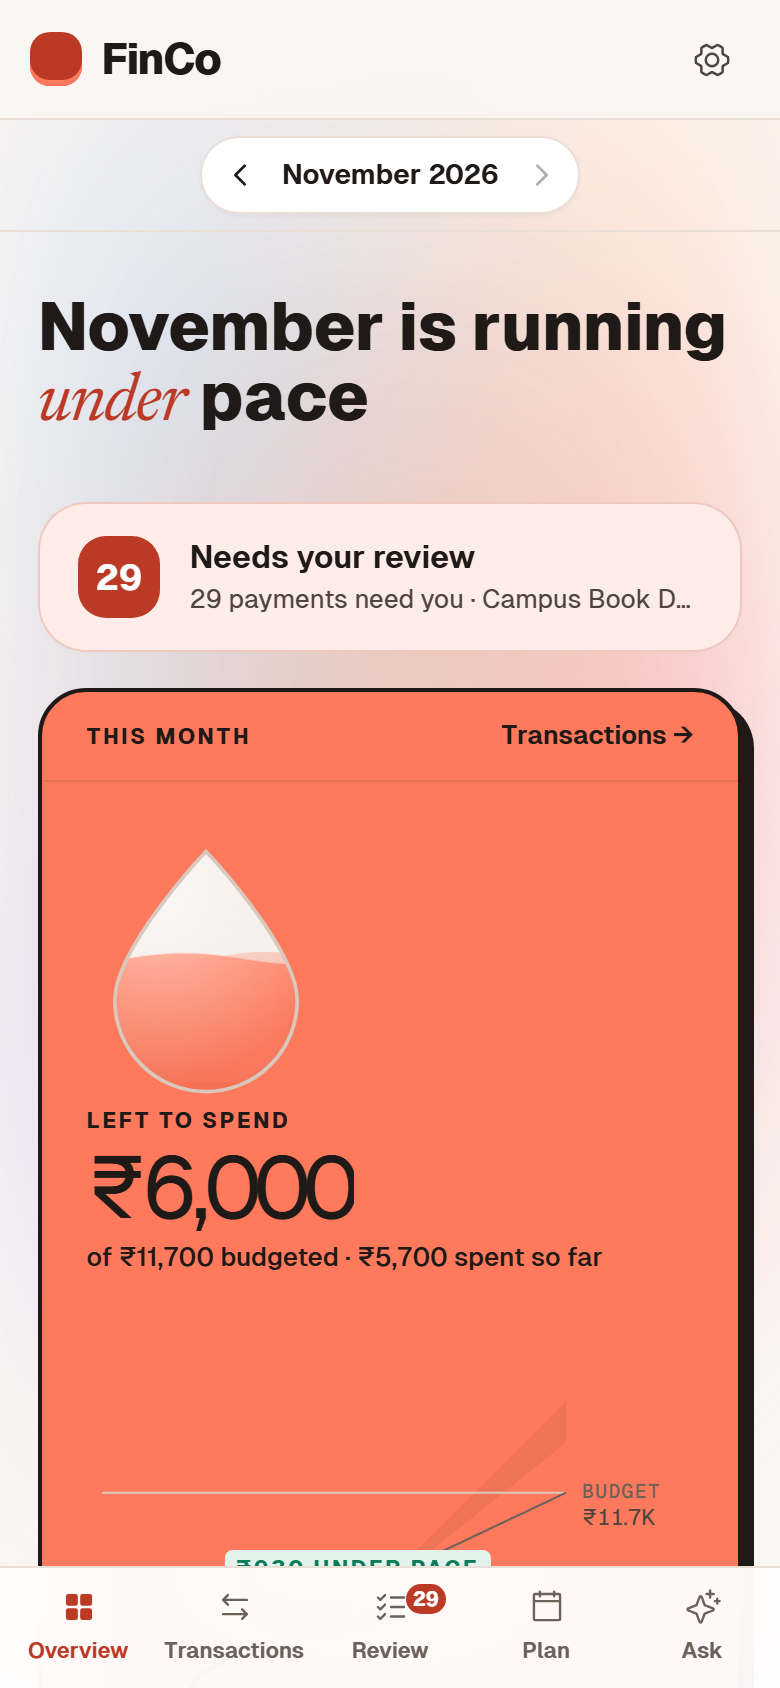 FinCo
November 2026
November is running
under pace
29
Needs your review
29 payments need you · Campus Book D...
THIS MONTH
Transactions →
LEFT TO SPEND
₹6,000
of ₹11,700 budgeted · ₹5,700 spent so far
BUDGET
₹11.7K
UNDER PACE
29
Overview
Transactions
Review
Plan
Ask